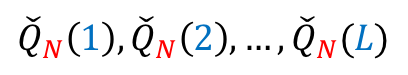 Q̌_N(1), Q̌_N(2), …, Q̌_N(L)